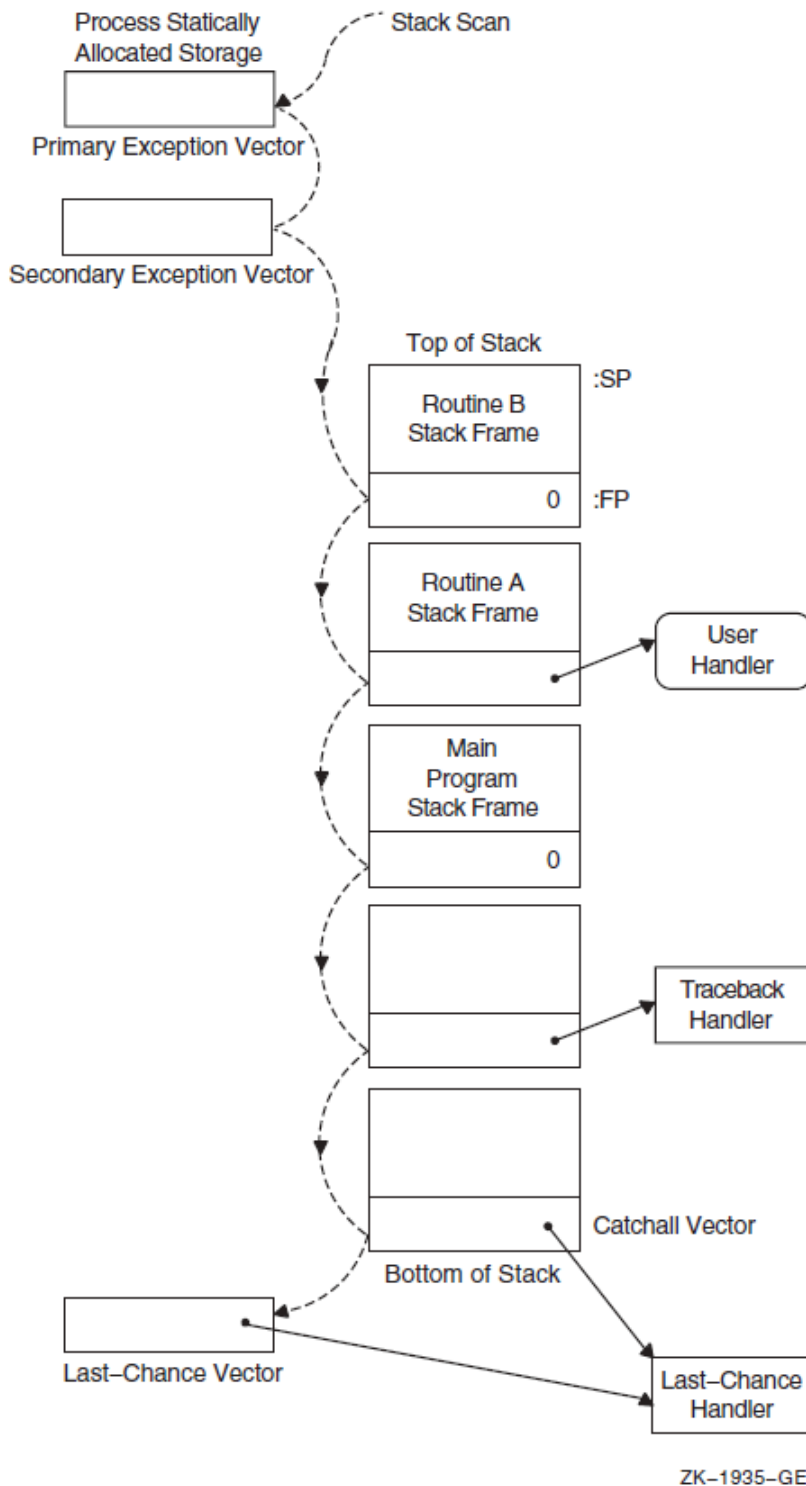 Process Statically
Allocated Storage
Stack Scan
Primary Exception Vector
Secondary Exception Vector
Top of Stack
:SP
Routine B
Stack Frame
0
:FP
Routine A
Stack Frame
User
Handler
Main
Program
Stack Frame
0
Traceback
Handler
Catchall Vector
Bottom of Stack
Last–Chance Vector
Last–Chance
Handler
ZK–1935–GE